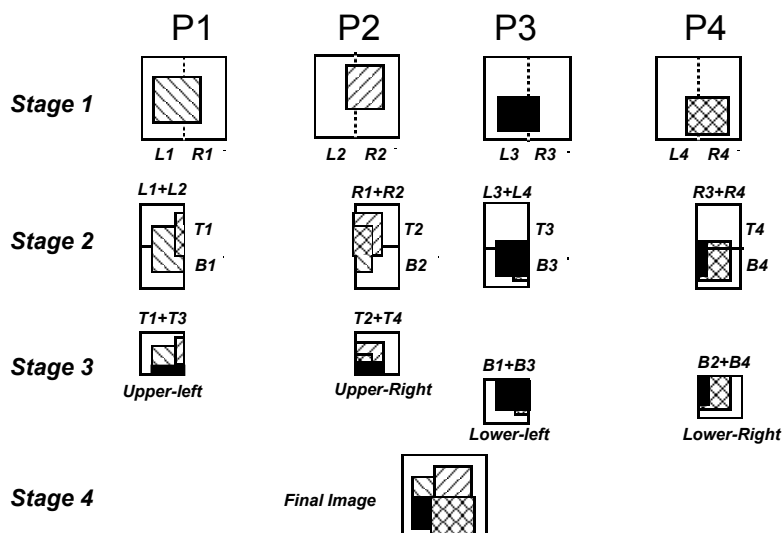 P1 P2 P3 P4
Stage 1
L1 R1 L2 R2 L3 R3 L4 R4
L1+L2 R1+R2 L3+L4 R3+R4
Stage 2
T1 T2 T3 T4
B1 B2 B3 B4
T1+T3 T2+T4
Stage 3
B1+B3 B2+B4
Upper-left Upper-Right
Lower-left Lower-Right
Stage 4
Final Image